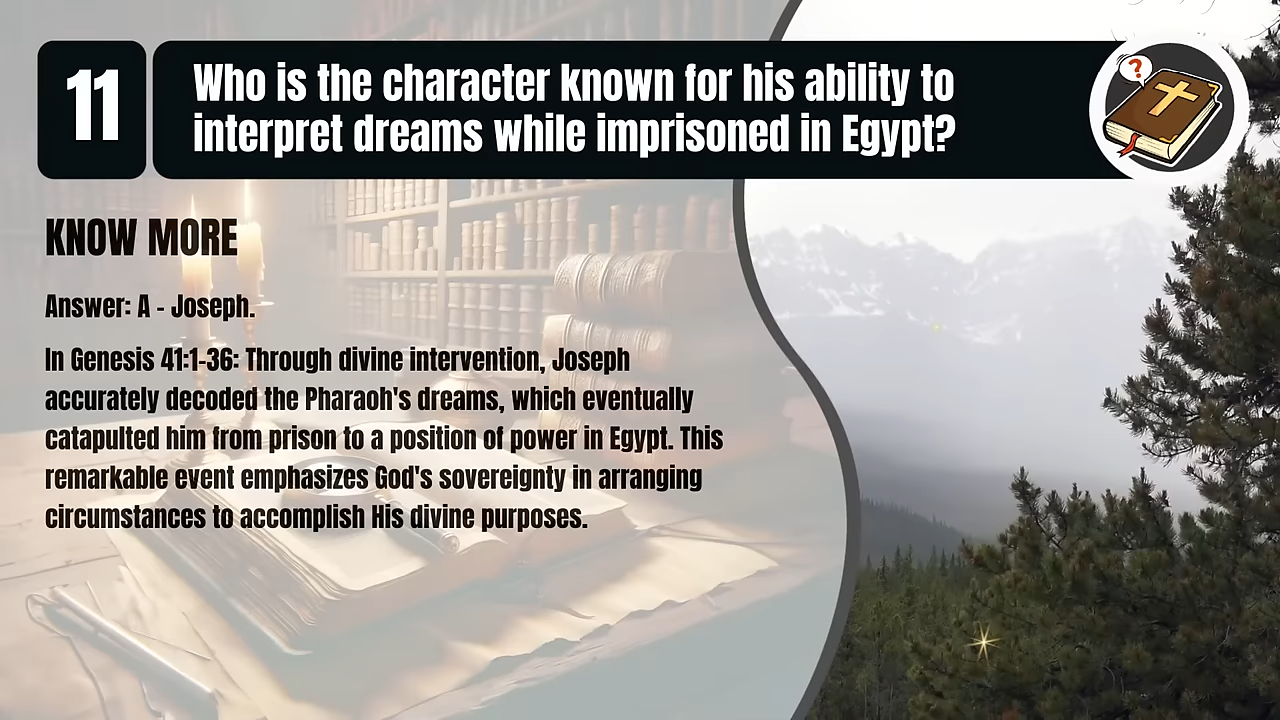 11
Who is the character known for his ability to
interpret dreams while imprisoned in Egypt?
?
KNOW MORE
Answer: A - Joseph.
In Genesis 41:1-36: Through divine intervention, Joseph
accurately decoded the Pharaoh's dreams, which eventually
catapulted him from prison to a position of power in Egypt. This
remarkable event emphasizes God's sovereignty in arranging
circumstances to accomplish His divine purposes.